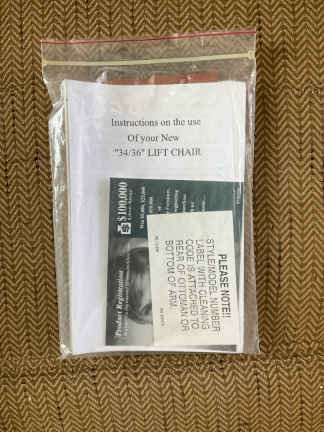 Instructions on the use
Of your New
"34/36" LIFT CHAIR
$100,000
Product Registration
PLEASE NOTE!!
STYLE/MODEL NUMBER
LABEL WITH CLEANING
CODE IS ATTACHED TO
REAR OF OTTOMAN OR
BOTTOM OF ARM.